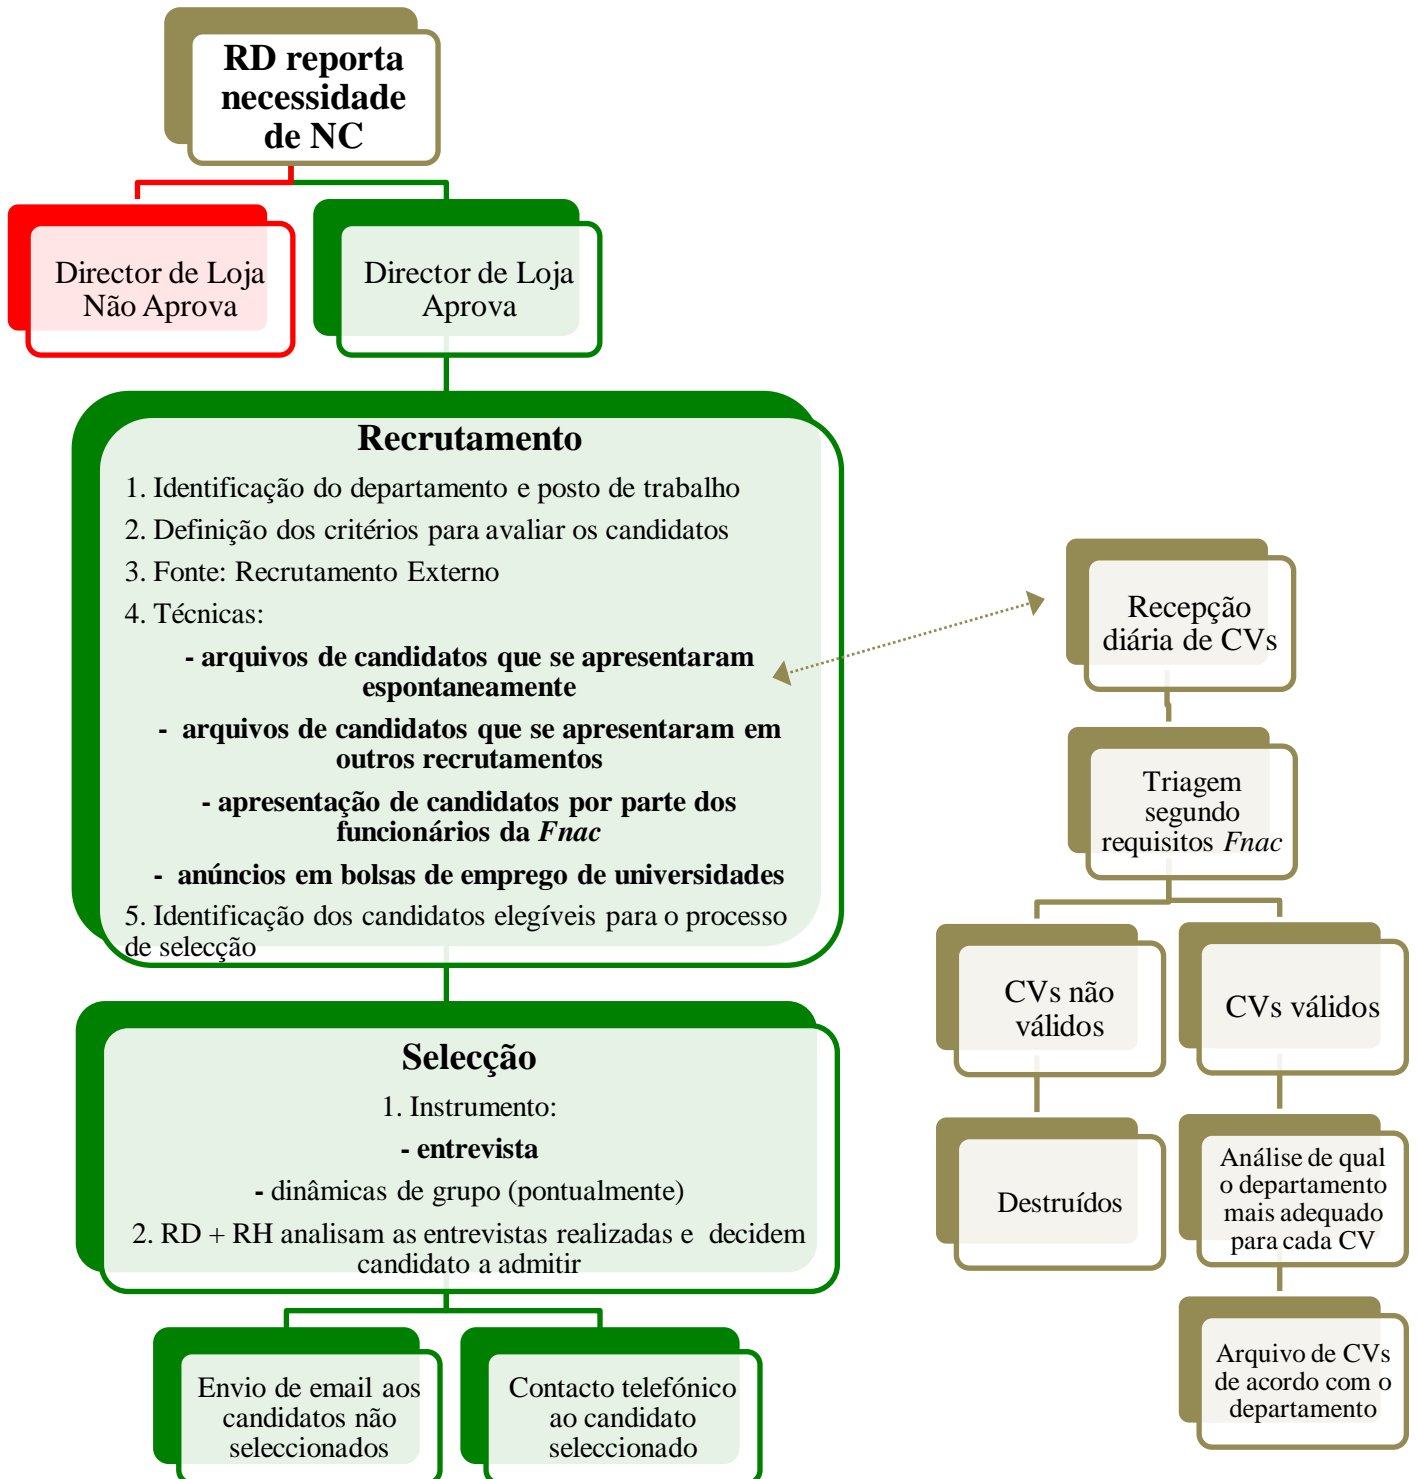 RD reporta
necessidade
de NC
Director de Loja
Não Aprova
Director de Loja
Aprova
Recrutamento
1. Identificação do departamento e posto de trabalho
2. Definição dos critérios para avaliar os candidatos
3. Fonte: Recrutamento Externo
4. Técnicas:
- arquivos de candidatos que se apresentaram
espontaneamente
- arquivos de candidatos que se apresentaram em
outros recrutamentos
- apresentação de candidatos por parte dos
funcionários da Fnac
- anúncios em bolsas de emprego de universidades
5. Identificação dos candidatos elegíveis para o processo
de selecção
Selecção
1. Instrumento:
- entrevista
- dinâmicas de grupo (pontualmente)
2. RD + RH analisam as entrevistas realizadas e decidem
candidato a admitir
Envio de email aos
candidatos não
seleccionados
Contacto telefónico
ao candidato
seleccionado
Recepção
diária de CVs
Triagem
segundo
requisitos Fnac
CVs não
válidos
CVs válidos
Destruídos
Análise de qual
o departamento
mais adequado
para cada CV
Arquivo de CVs
de acordo com o
departamento